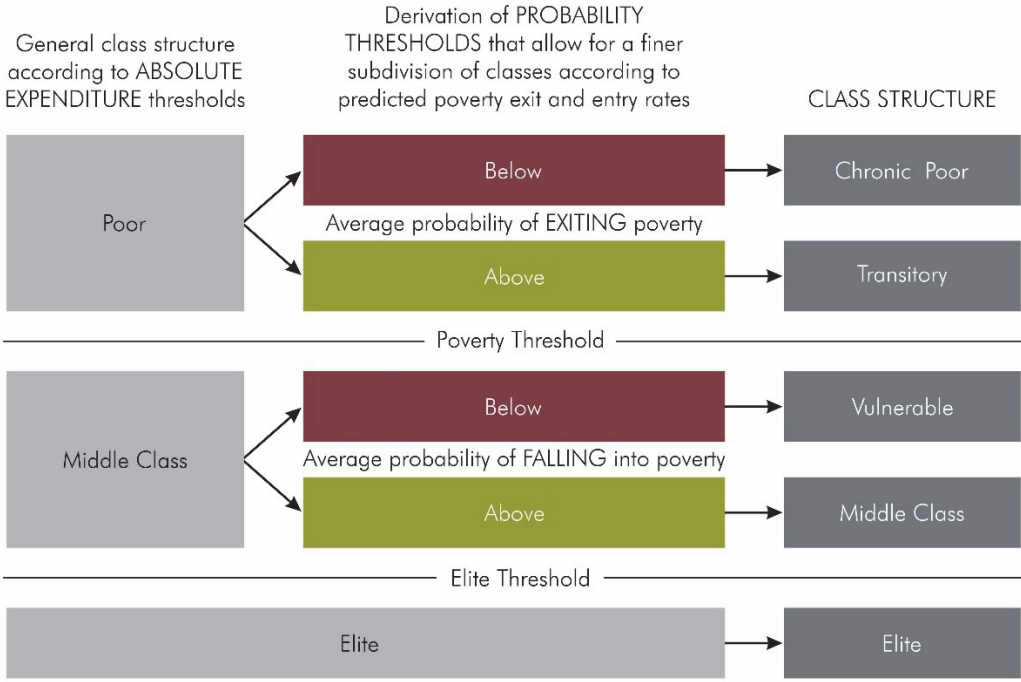 General class structure
according to ABSOLUTE
EXPENDITURE thresholds
Derivation of PROBABILITY
THRESHOLDS that allow for a finer
subdivision of classes according to
predicted poverty exit and entry rates
CLASS STRUCTURE
Poor
Below
Chronic Poor
Average probability of EXITING poverty
Above
Transitory
Poverty Threshold
Middle Class
Below
Vulnerable
Average probability of FALLING into poverty
Above
Middle Class
Elite Threshold
Elite
Elite